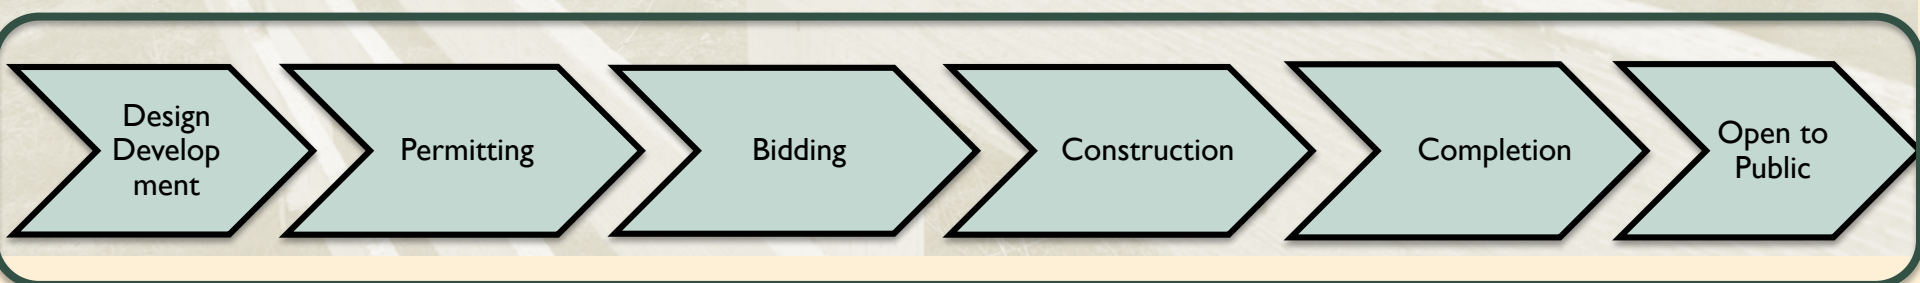 Design
Develop
ment
Permitting
Bidding
Construction
Completion
Open to
Public